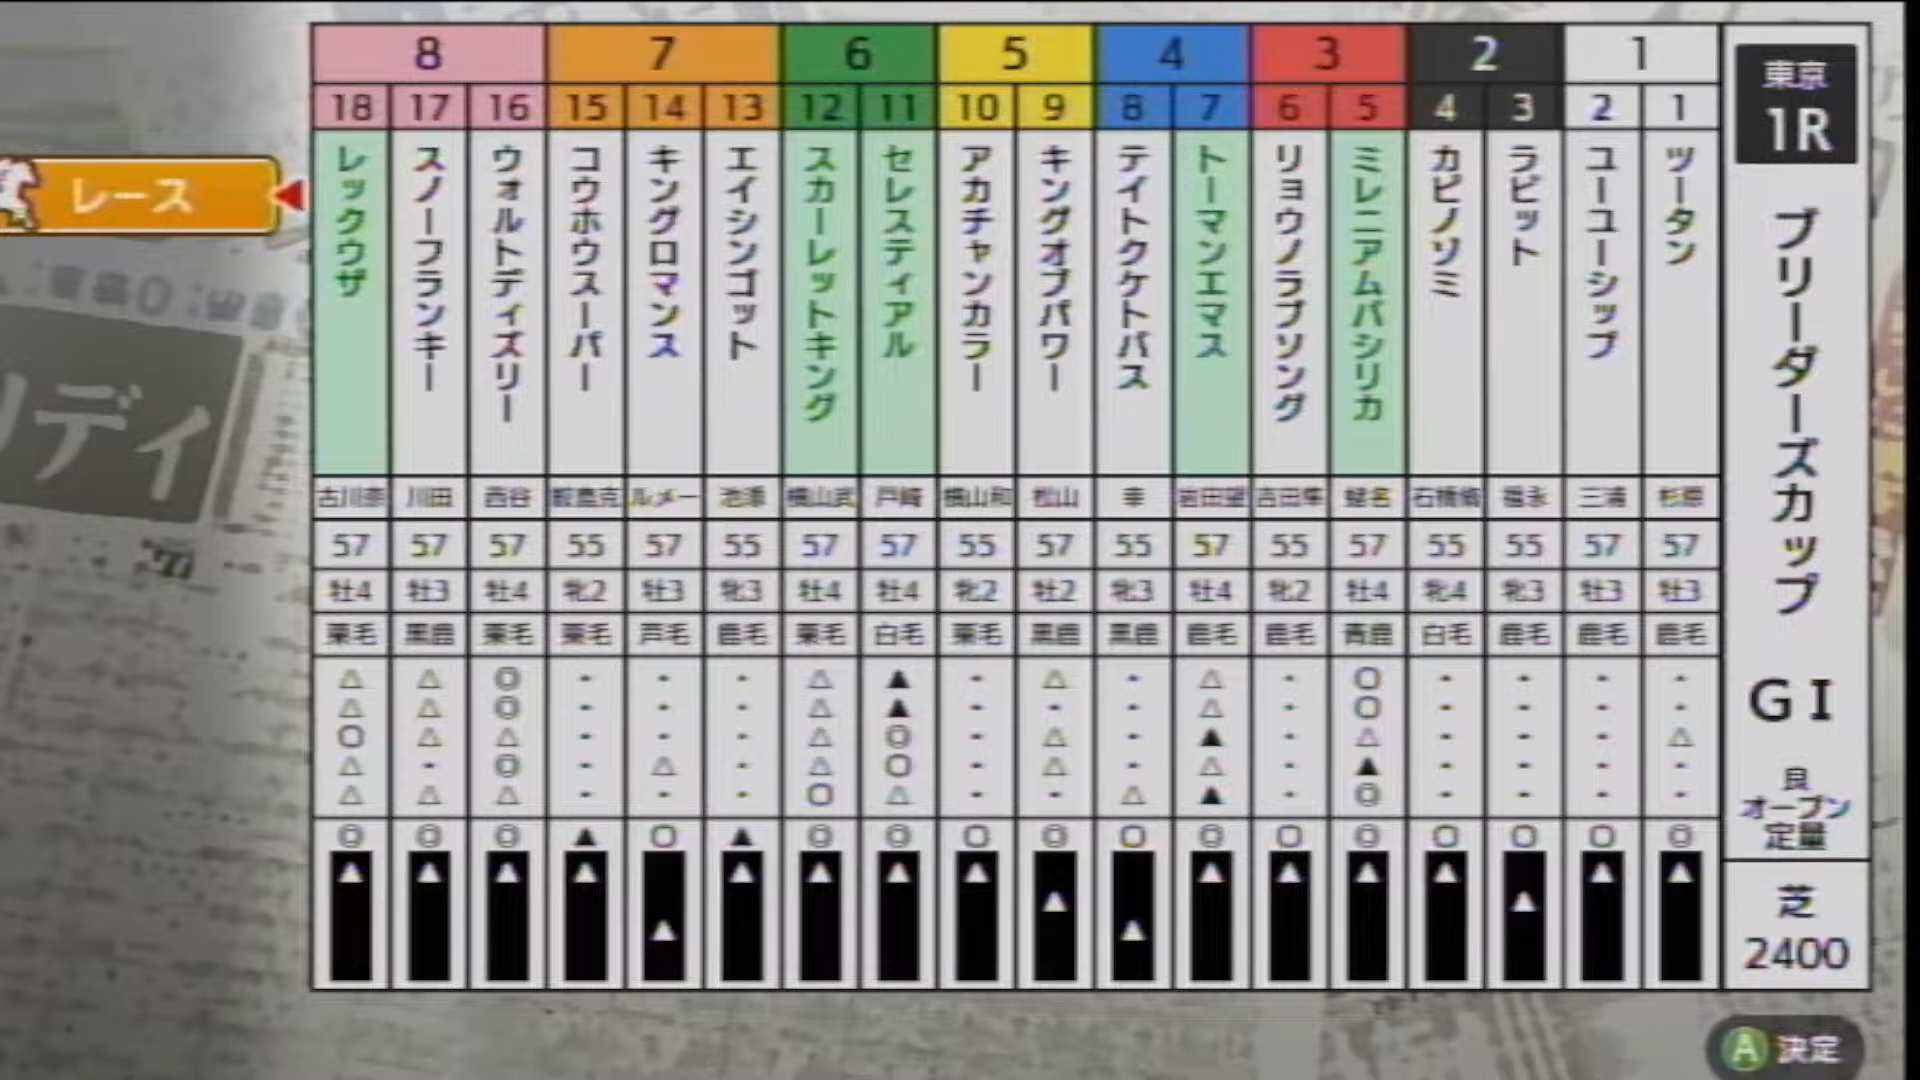 東京
1R
ブリーダーズカップ
GI
良
オープン
定量
芝
2400
1
2
3
4
5
6
7
8
1 ツータン 杉原 57 牡3 鹿毛 - - △ - - ◎ △
2 ユーユーシップ 三浦 57 牡3 鹿毛 - - - - - ○ △
3 ラビット 福永 55 牝3 鹿毛 - - - - - ○ △
4 カピノゾミ 石橋脩 55 牝4 白毛 - - - - - ○ △
5 ミレニアムバシリカ 蛯名 57 牡4 青鹿 ○ ○ △ ▲ ◎ ◎ △
6 リョウノラブソング 吉田隼 55 牝2 鹿毛 - - - - - ○ △
7 トーマンエマス 岩田望 57 牡4 鹿毛 △ △ ▲ △ ▲ ◎ △
8 テイトクケトバス 幸 55 牝3 黒鹿 - - - - △ ○ △
9 キングオブパワー 松山 57 牡2 黒鹿 △ - △ △ - ◎ △
10 アカチャンカラー 横山和 55 牝2 栗毛 - - - - - ○ △
11 セレスティアル 戸崎 57 牡4 白毛 ▲ ▲ ◎ ○ △ ◎ △
12 スカーレットキング 横山武 57 牡4 栗毛 △ △ △ △ ○ ◎ △
13 エイシンゴット 池添 55 牝3 鹿毛 - - - - - ▲ △
14 キングロマンス ルメー 57 牡3 芦毛 - - - △ - ○ △
15 コウホウスーパー 鮫島克 55 牝2 栗毛 - - - - - ▲ △
16 ウォルトディズリー 西谷 57 牡4 栗毛 ◎ ◎ △ ◎ △ ◎ △
17 スノーフランキー 川田 57 牡3 黒鹿 △ △ △ - △ ◎ △
18 レックウザ 古川奈 57 牡4 栗毛 △ △ ○ △ △ ◎ △
レース
リディ
A 決定